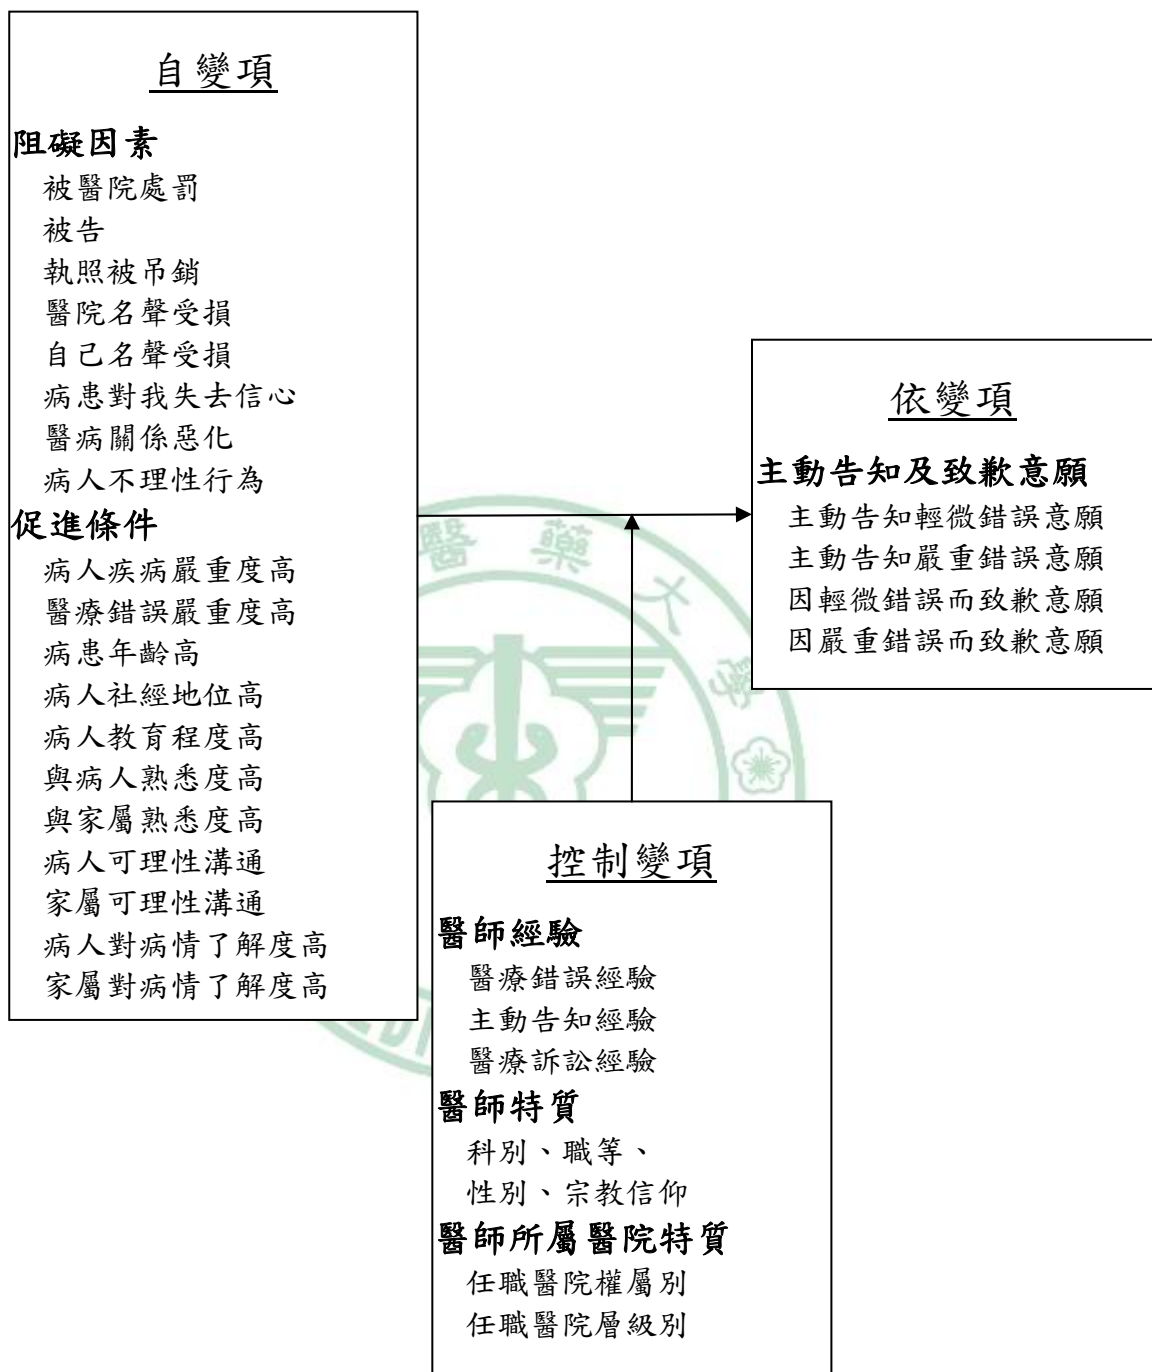 自變項
阻礙因素
被醫院處罰
被告
執照被吊銷
醫院名聲受損
自己名聲受損
病患對我失去信心
醫病關係惡化
病人不理性行為
促進條件
病人疾病嚴重度高
醫療錯誤嚴重度高
病患年齡高
病人社經地位高
病人教育程度高
與病人熟悉度高
與家屬熟悉度高
病人可理性溝通
家屬可理性溝通
病人對病情了解度高
家屬對病情了解度高
依變項
主動告知及致歉意願
主動告知輕微錯誤意願
主動告知嚴重錯誤意願
因輕微錯誤而致歉意願
因嚴重錯誤而致歉意願
控制變項
醫師經驗
醫療錯誤經驗
主動告知經驗
醫療訴訟經驗
醫師特質
科別、職等、
性別、宗教信仰
醫師所屬醫院特質
任職醫院權屬別
任職醫院層級別
醫藥大學